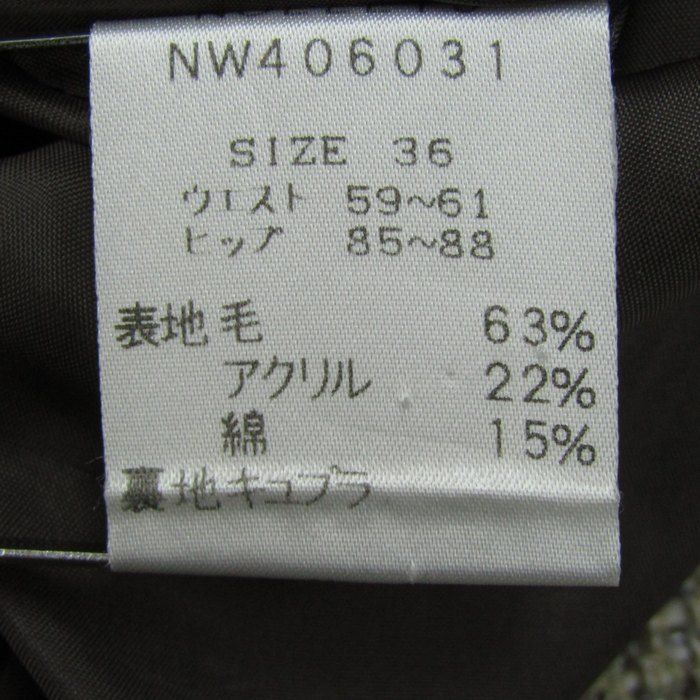 NW406031
SIZE 36
ウエスト 59～61
ヒップ 85～88
表地 毛 63%
アクリル 22%
綿 15%
裏地キュプラ